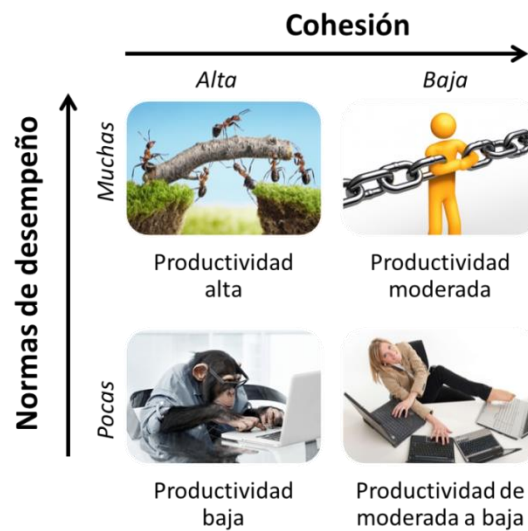 Cohesión
Alta
Baja
Normas de desempeño
Muchas
Productividad
alta
Productividad
moderada
Pocas
Productividad
baja
Productividad de
moderada a baja